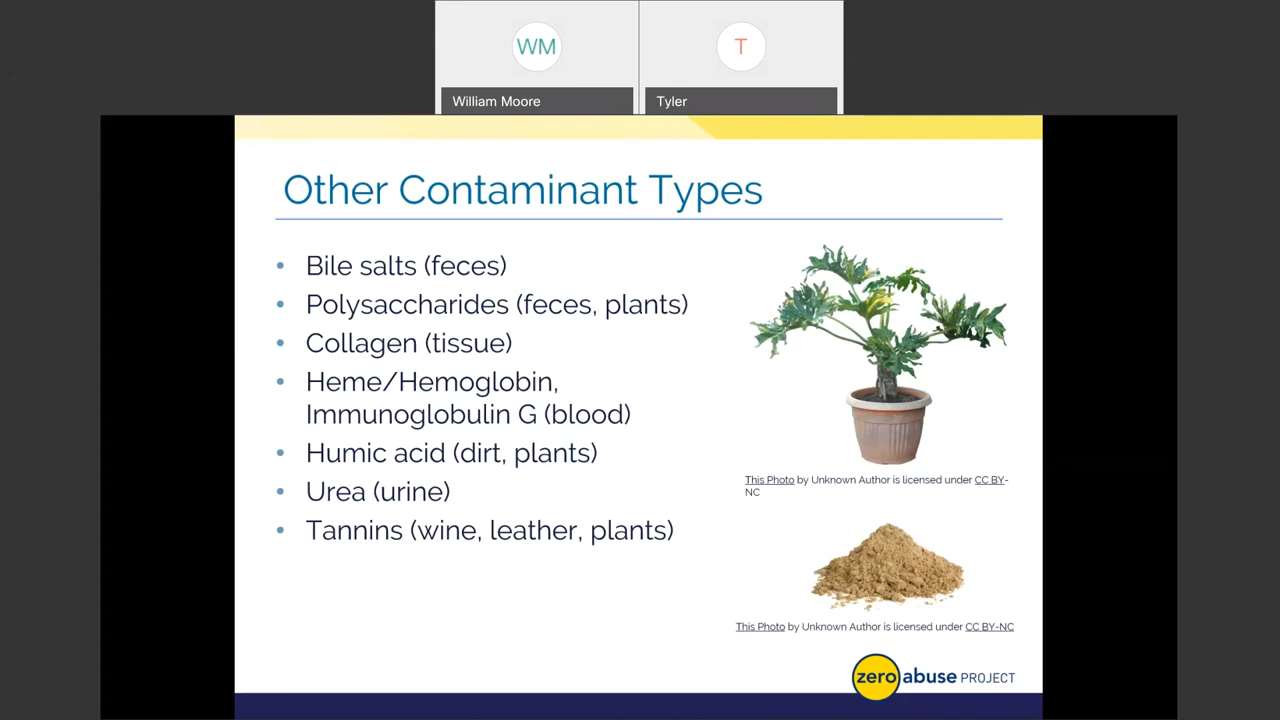 WM
T
William Moore
Tyler
Other Contaminant Types
• Bile salts (feces)
• Polysaccharides (feces, plants)
• Collagen (tissue)
• Heme/Hemoglobin,
Immunoglobulin G (blood)
• Humic acid (dirt, plants)
• Urea (urine)
• Tannins (wine, leather, plants)
This Photo by Unknown Author is licensed under CC BY-
NC
This Photo by Unknown Author is licensed under CC BY-NC
zero abuse PROJECT